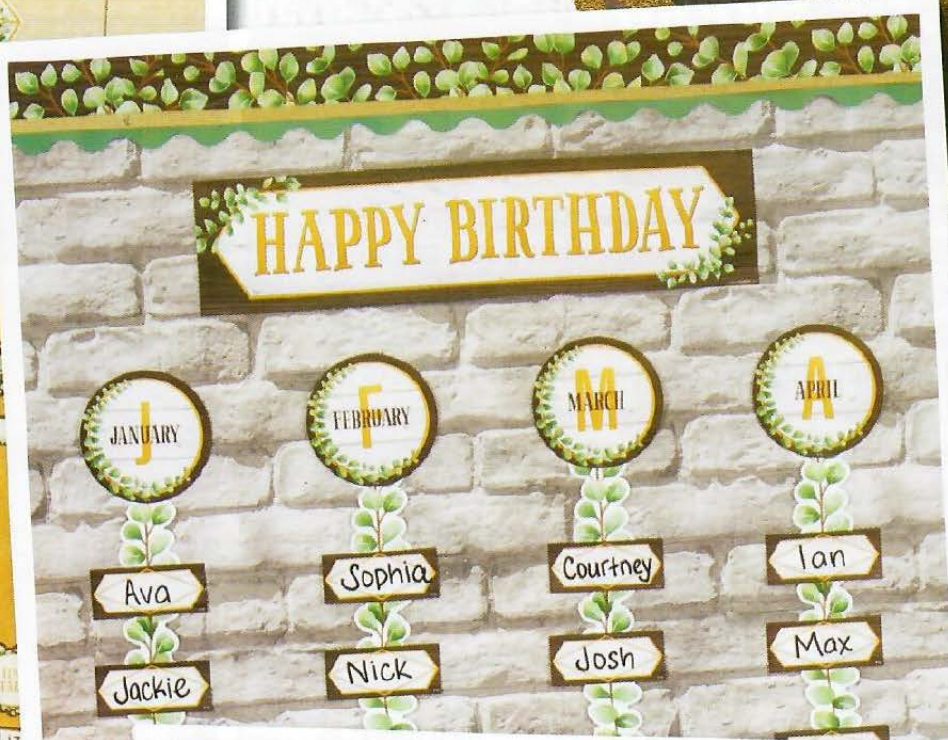 HAPPY BIRTHDAY
J
JANUARY
F
FEBRUARY
M
MARCH
A
APRIL
Ava
Sophia
Courtney
Ian
Jackie
Nick
Josh
Max